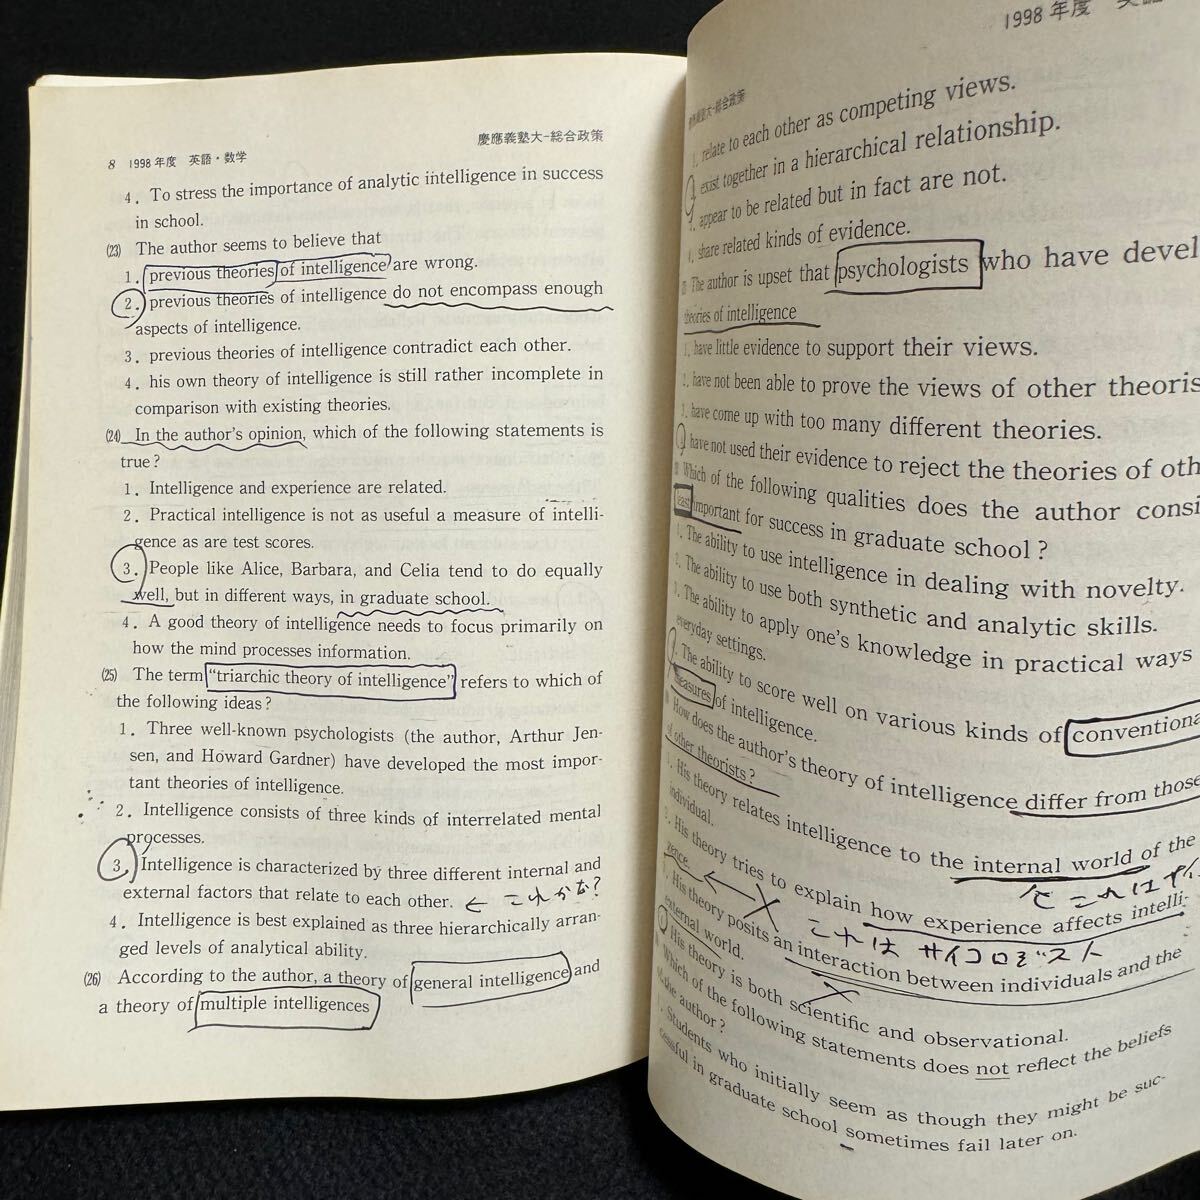 8 1998年度 英語・数学
慶應義塾大-総合政策
4. To stress the importance of analytic intelligence in success
in school.
(23) The author seems to believe that
1. previous theories of intelligence are wrong.
2. previous theories of intelligence do not encompass enough
aspects of intelligence.
3. previous theories of intelligence contradict each other.
4. his own theory of intelligence is still rather incomplete in
comparison with existing theories.
(24) In the author's opinion, which of the following statements is
true?
1. Intelligence and experience are related.
2. Practical intelligence is not as useful a measure of intelli-
gence as are test scores.
3. People like Alice, Barbara, and Celia tend to do equally
well, but in different ways, in graduate school.
4. A good theory of intelligence needs to focus primarily on
how the mind processes information.
(25) The term "triarchic theory of intelligence" refers to which of
the following ideas?
1. Three well-known psychologists (the author, Arthur Jen-
sen, and Howard Gardner) have developed the most impor-
tant theories of intelligence.
2. Intelligence consists of three kinds of interrelated mental
processes.
3. Intelligence is characterized by three different internal and
external factors that relate to each other. ← これかな?
4. Intelligence is best explained as three hierarchically arran-
ged levels of analytical ability.
(26) According to the author, a theory of general intelligence and
a theory of multiple intelligences
1998年度
慶應義塾大-総合政策
1. relate to each other as competing views.
2. exist together in a hierarchical relationship.
3. appear to be related but in fact are not.
4. share related kinds of evidence.
The author is upset that psychologists who have devel
theories of intelligence
1. have little evidence to support their views.
2. have not been able to prove the views of other theoris
3. have come up with too many different theories.
have not used their evidence to reject the theories of oth
Which of the following qualities does the author consi
important for success in graduate school?
1. The ability to use intelligence in dealing with novelty.
2. The ability to use both synthetic and analytic skills.
3. The ability to apply one's knowledge in practical ways
everyday settings.
The ability to score well on various kinds of conventiona
measures of intelligence.
How does the author's theory of intelligence differ from those
of other theorists?
1. His theory relates intelligence to the internal world of the
individual.
His theory tries to explain how experience affects intelli-
gence.
これは
His theory posits an interaction between individuals and the
external world.
His theory is both scientific and observational.
Which of the following statements does not reflect the beliefs
of the author?
Students who initially seem as though they might be suc-
cessful in graduate school sometimes fail later on.